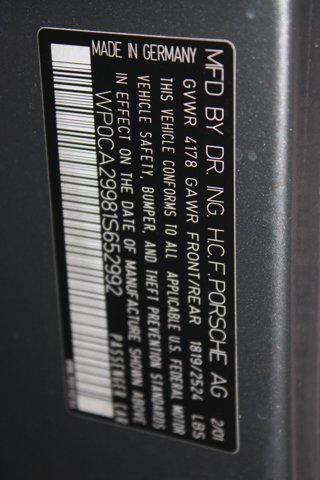 MFD BY DR. ING. H.C.F. PORSCHE AG 2/01
GVWR 4178 GAWR FRONT/REAR 1819/2524 LBS
THIS VEHICLE CONFORMS TO ALL APPLICABLE U.S. FEDERAL MOTOR
VEHICLE SAFETY, BUMPER, AND THEFT PREVENTION STANDARDS
IN EFFECT ON THE DATE OF MANUFACTURE SHOWN ABOVE
WP0CA29981S652992 PASSENGER CAR
MADE IN GERMANY